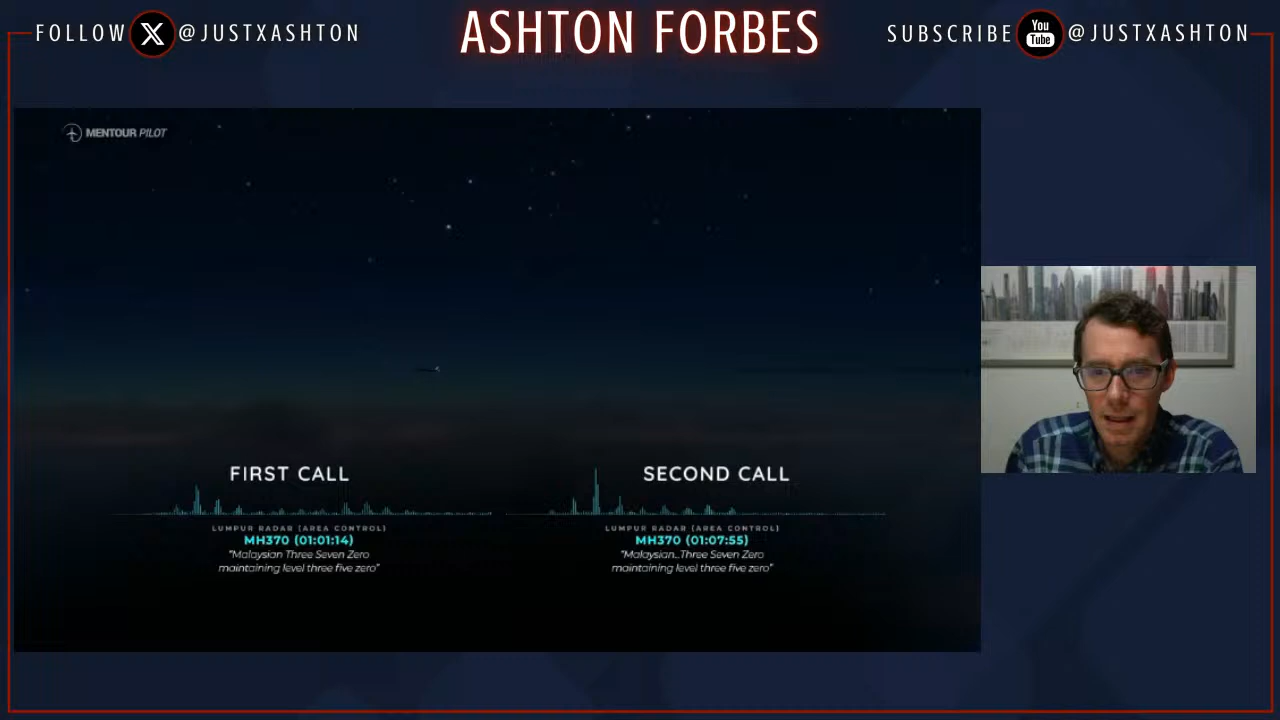 FOLLOW X @JUSTXASHTON
ASHTON FORBES
SUBSCRIBE You Tube @JUSTXASHTON
MENTOUR PILOT
FIRST CALL
LUMPUR RADAR (AREA CONTROL)
MH370 (01:01:14)
"Malaysian Three Seven Zero
maintaining level three five zero"
SECOND CALL
LUMPUR RADAR (AREA CONTROL)
MH370 (01:07:55)
"Malaysian...Three Seven Zero
maintaining level three five zero"